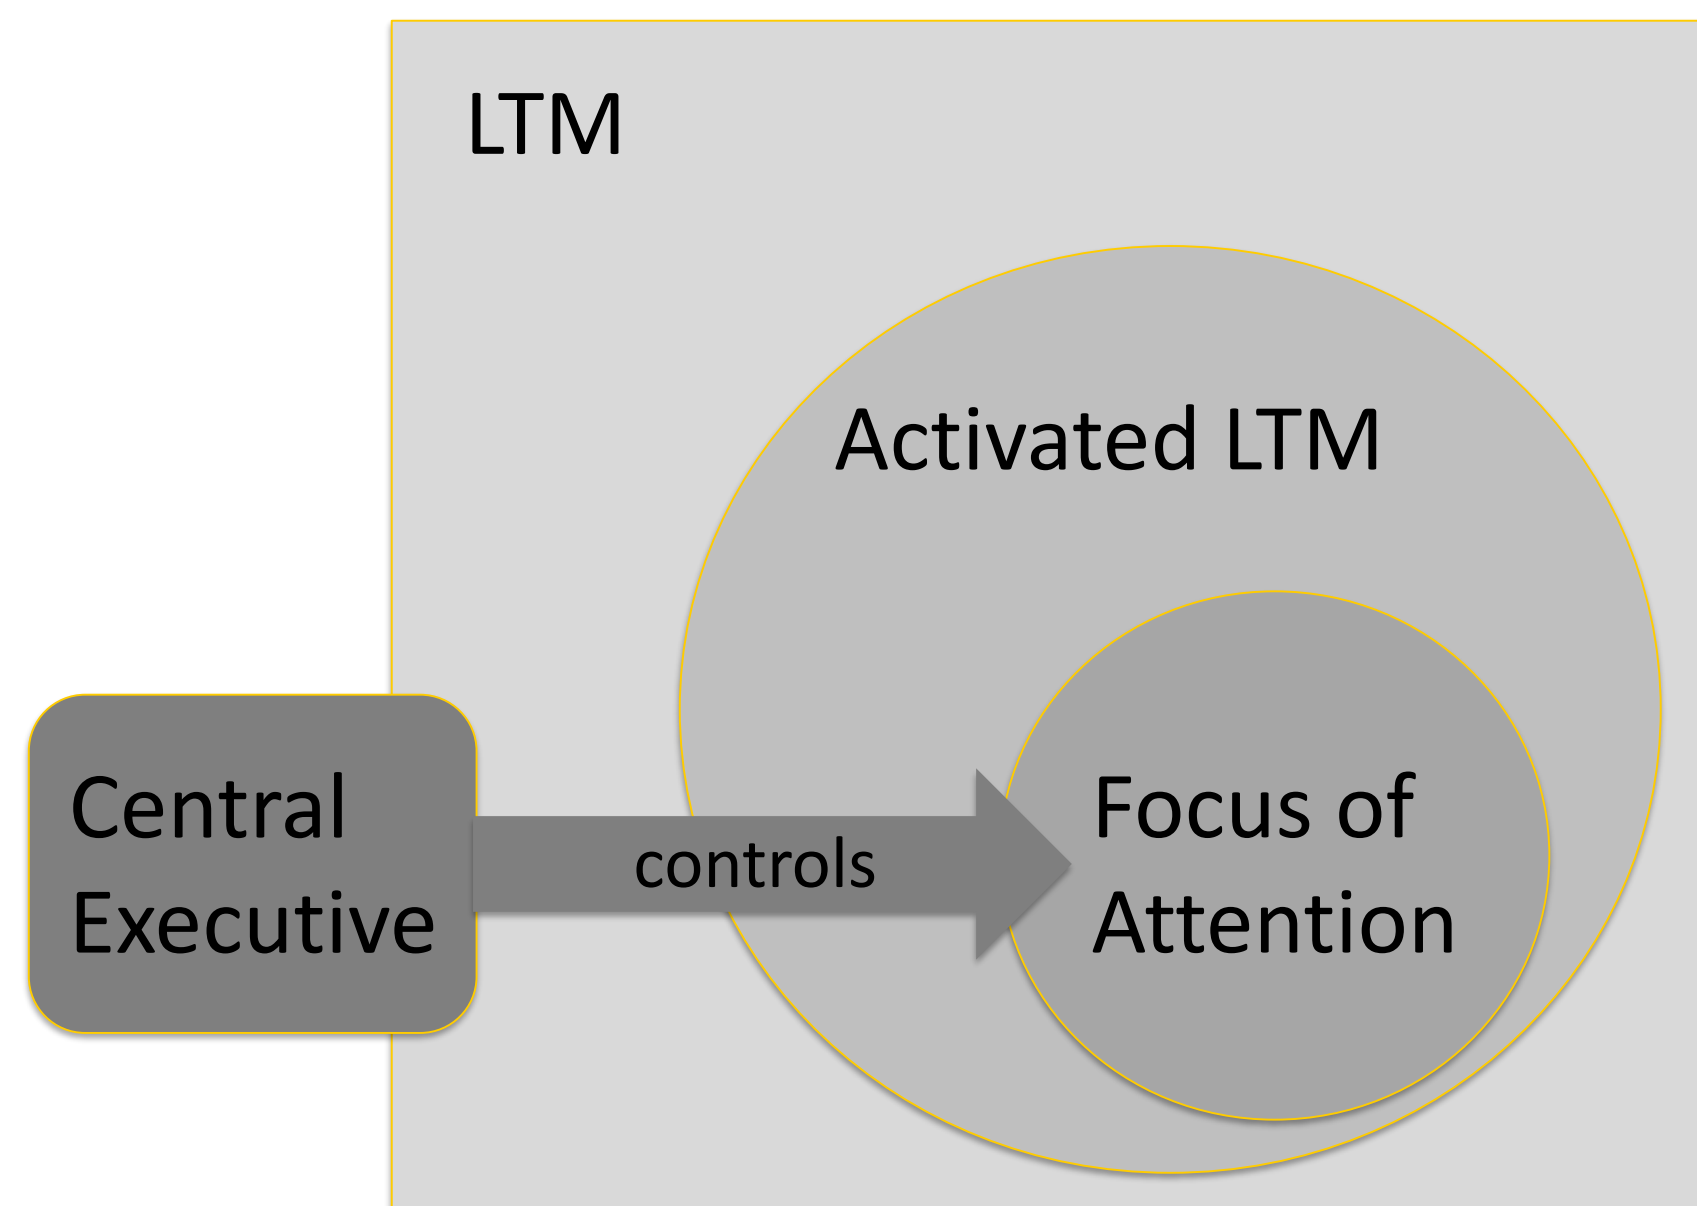 LTM
Activated LTM
Central
Executive
controls
Focus of
Attention